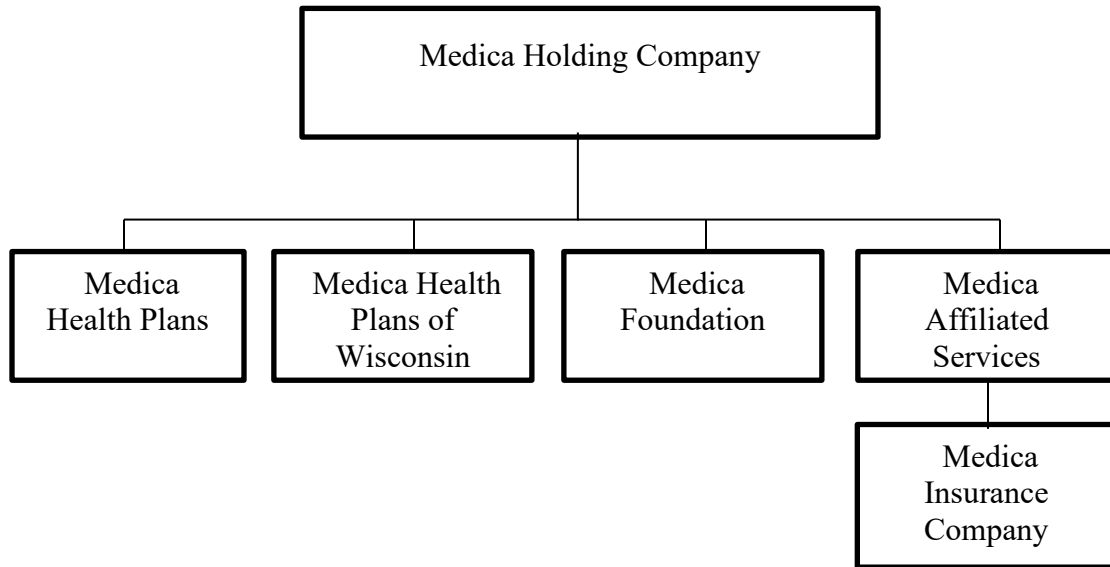 Medica Holding Company
Medica
Health Plans
Medica Health
Plans of
Wisconsin
Medica
Foundation
Medica
Affiliated
Services
Medica
Insurance
Company